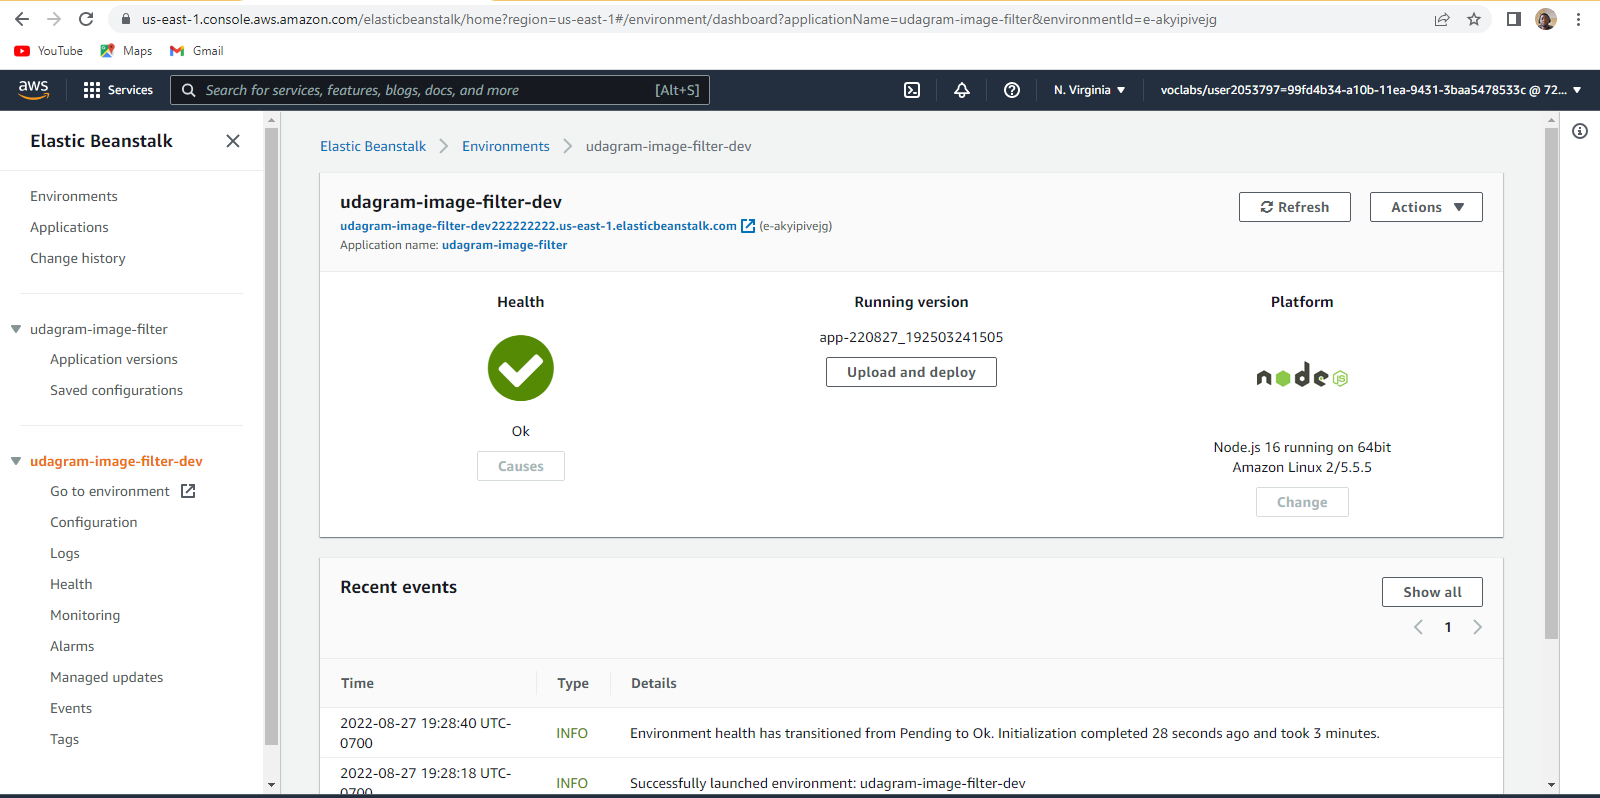 us-east-1.console.aws.amazon.com/elasticbeanstalk/home?region=us-east-1#/environment/dashboard?applicationName=udagram-image-filter&environmentId=e-akyipivejg
YouTube Maps Gmail
aws Services Search for services, features, blogs, docs, and more [Alt+S] N. Virginia voclabs/user2053797=99fd4b34-a10b-11ea-9431-3baa5478533c @ 72...
Elastic Beanstalk
Environments
Applications
Change history
udagram-image-filter
Application versions
Saved configurations
udagram-image-filter-dev
Go to environment
Configuration
Logs
Health
Monitoring
Alarms
Managed updates
Events
Tags
Elastic Beanstalk Environments udagram-image-filter-dev
udagram-image-filter-dev
udagram-image-filter-dev222222222.us-east-1.elasticbeanstalk.com (e-akyipivejg)
Application name: udagram-image-filter
Refresh
Actions
Health
Ok
Causes
Running version
app-220827_192503241505
Upload and deploy
Platform
node JS
Node.js 16 running on 64bit
Amazon Linux 2/5.5.5
Change
Recent events
Show all
1
Time Type Details
2022-08-27 19:28:40 UTC-
0700
INFO
Environment health has transitioned from Pending to Ok. Initialization completed 28 seconds ago and took 3 minutes.
2022-08-27 19:28:18 UTC-
0700
INFO
Successfully launched environment: udagram-image-filter-dev